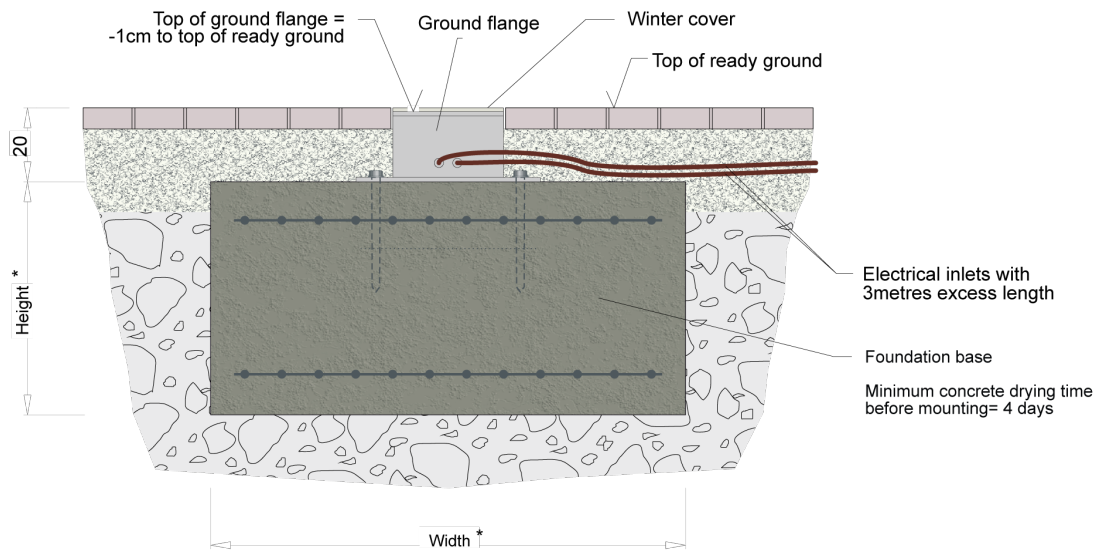 Top of ground flange =
-1cm to top of ready ground
Ground flange
Winter cover
Top of ready ground
20
Height *
Electrical inlets with
3metres excess length
Foundation base
Minimum concrete drying time
before mounting= 4 days
Width *